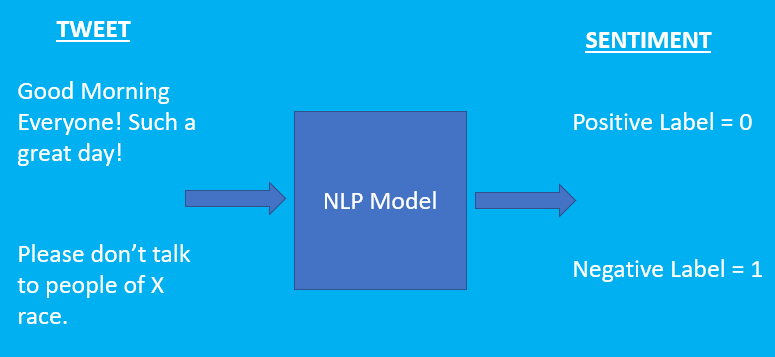 TWEET
Good Morning
Everyone! Such a
great day!
Please don’t talk
to people of X
race.
NLP Model
SENTIMENT
Positive Label = 0
Negative Label = 1